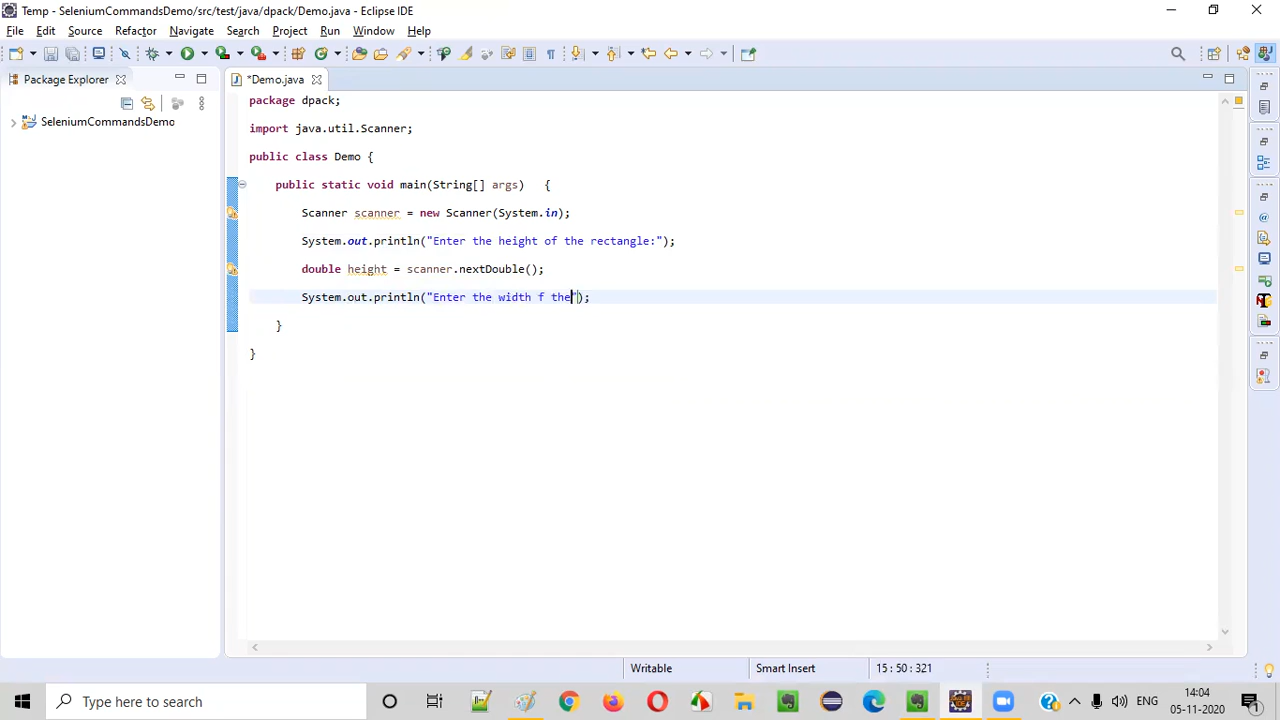 Temp - SeleniumCommandsDemo/src/test/java/dpack/Demo.java - Eclipse IDE
File Edit Source Refactor Navigate Search Project Run Window Help
Package Explorer
*Demo.java
SeleniumCommandsDemo
package dpack;
import java.util.Scanner;
public class Demo {
public static void main(String[] args) {
Scanner scanner = new Scanner(System.in);
System.out.println("Enter the height of the rectangle:");
double height = scanner.nextDouble();
System.out.println("Enter the width f the");
}
}
Writable Smart Insert 15 : 50 : 321
Type here to search
ENG
14:04
05-11-2020